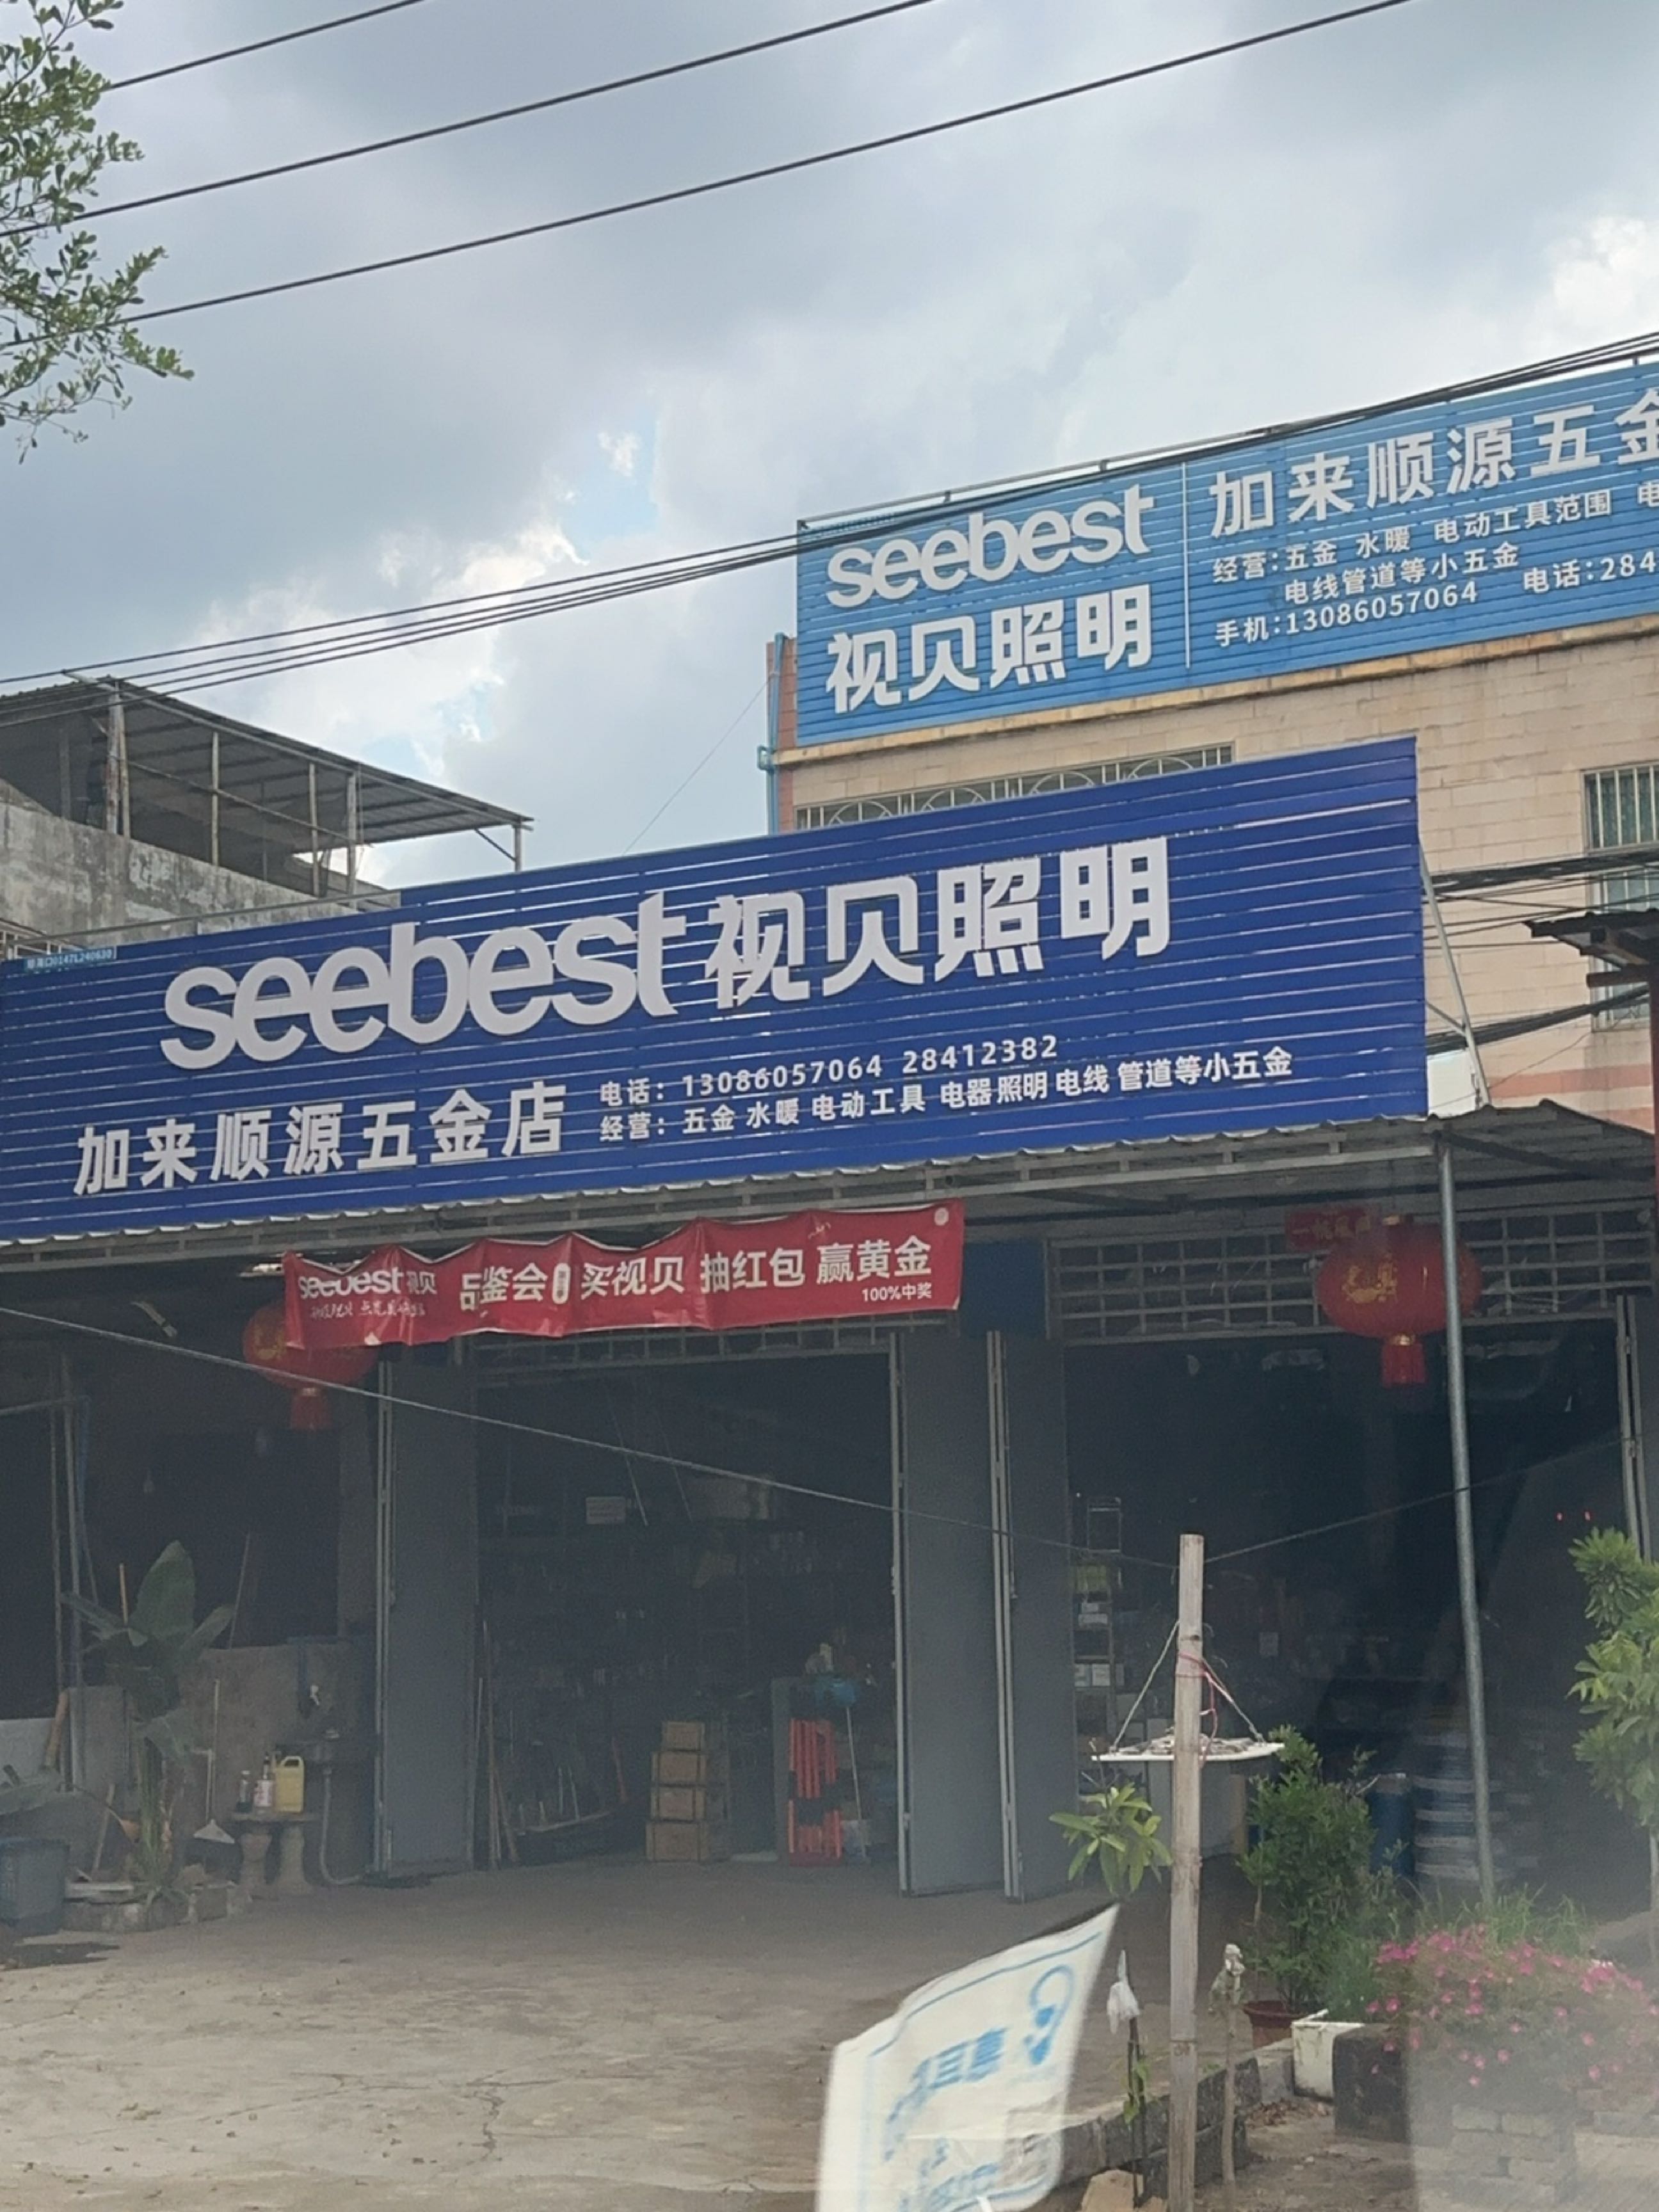 seebest
视贝照明
加来顺源五金
经营:五金 水暖 电动工具范围 电
电线管道等小五金
手机:13086057064 电话:284
seebest视贝照明
加来顺源五金店
电话: 13086057064 28412382
经营: 五金 水暖 电动工具 电器照明 电线 管道等小五金
seebest视贝 品鉴会 买视贝 抽红包 赢黄金
100%中奖